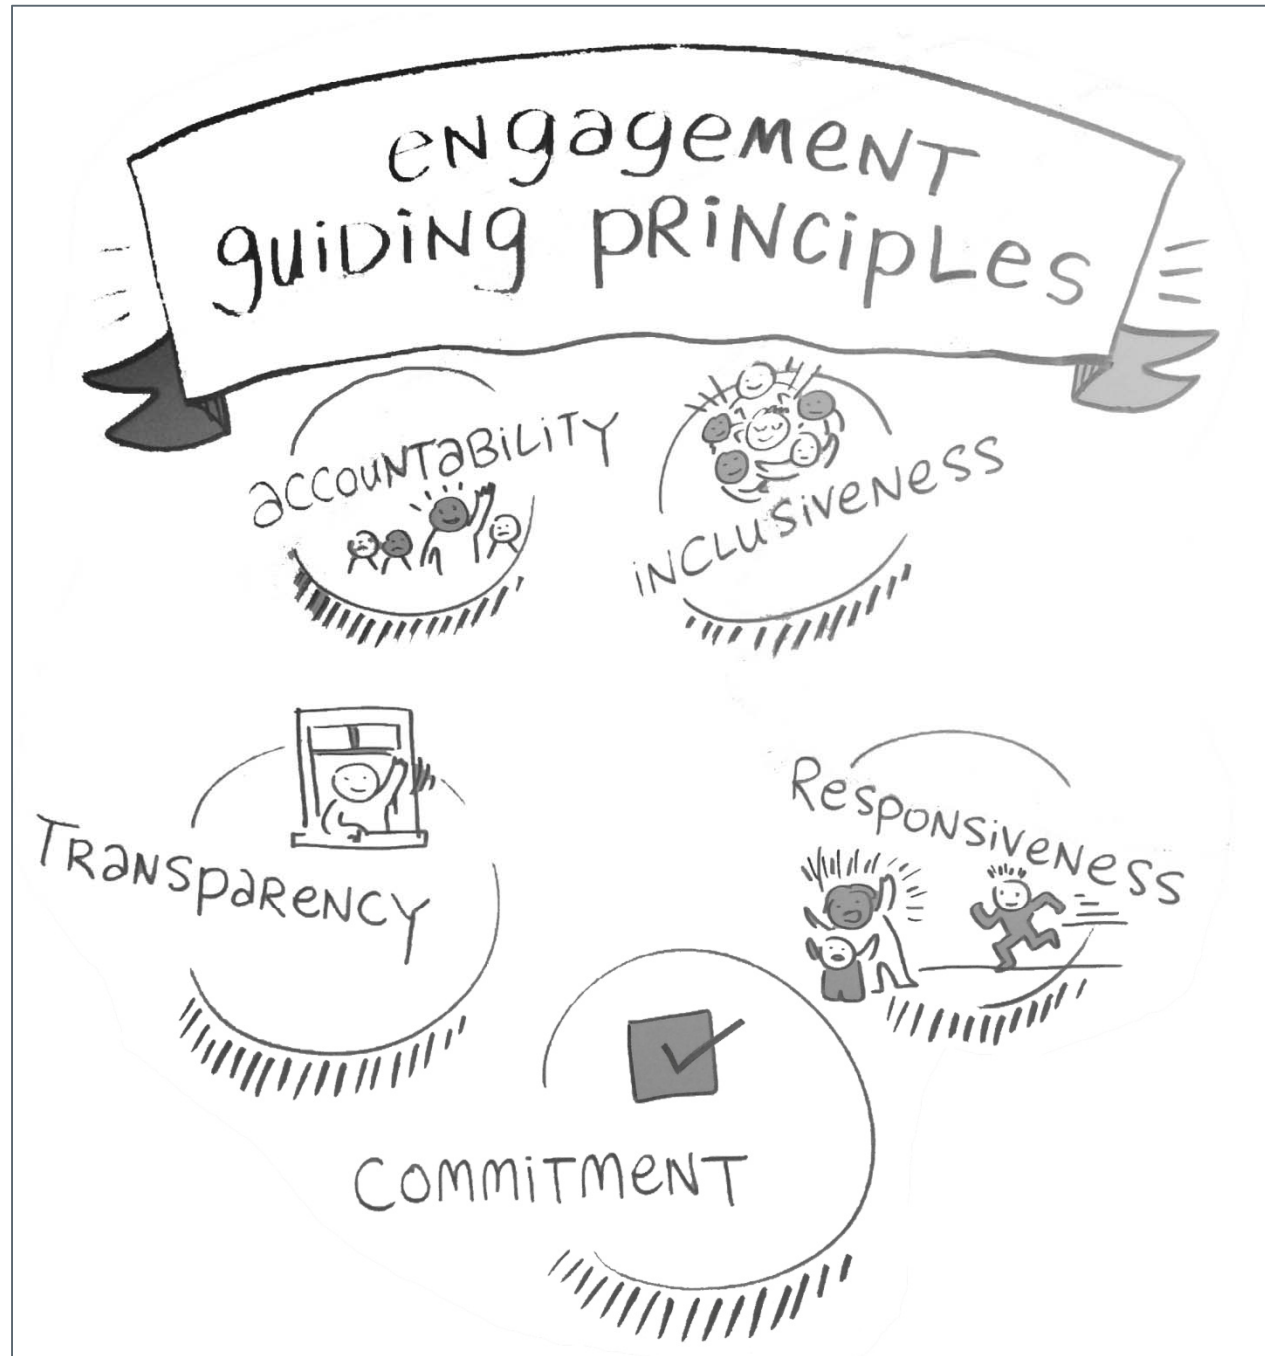 engagement
guiding principles
accountability
inclusiveness
Transparency
Responsiveness
commitment